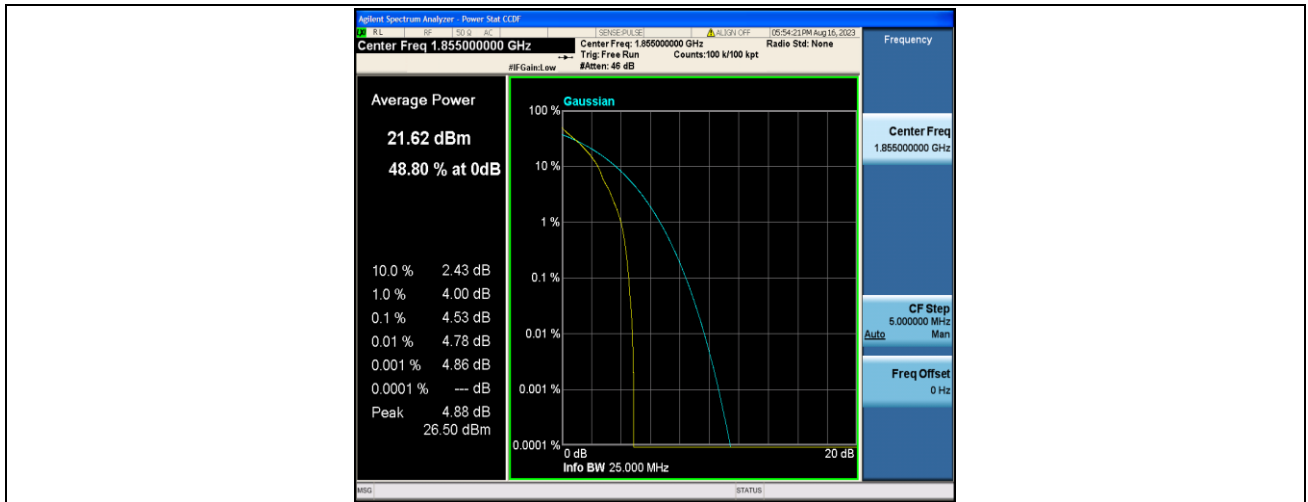 Agilent Spectrum Analyzer - Power Stat CCDF
RL RF 50 Ω AC SENSE:PULSE ALIGN OFF 05:54:21PM Aug 16, 2023
Center Freq 1.855000000 GHz
Center Freq: 1.855000000 GHz Radio Std: None
Trig: Free Run Counts:100 k/100 kpt
#IFGain:Low #Atten: 46 dB
Frequency
Average Power
21.62 dBm
48.80 % at 0dB
10.0 % 2.43 dB
1.0 % 4.00 dB
0.1 % 4.53 dB
0.01 % 4.78 dB
0.001 % 4.86 dB
0.0001 % --- dB
Peak 4.88 dB
26.50 dBm
Gaussian
100 %
10 %
1 %
0.1 %
0.01 %
0.001 %
0.0001 %
0 dB 20 dB
Info BW 25.000 MHz
Center Freq
1.855000000 GHz
CF Step
5.000000 MHz
Auto Man
Freq Offset
0 Hz
MSG STATUS